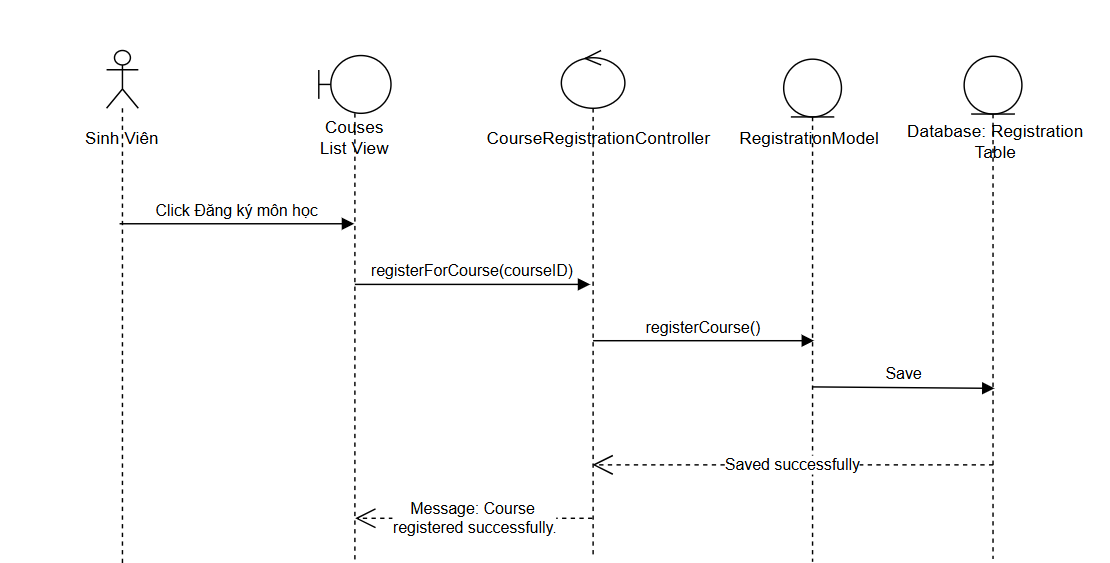 Sinh Viên
Couses
List View
CourseRegistrationController
RegistrationModel
Database: Registration
Table
Click Đăng ký môn học
registerForCourse(courseID)
registerCourse()
Save
Saved successfully
Message: Course
registered successfully.